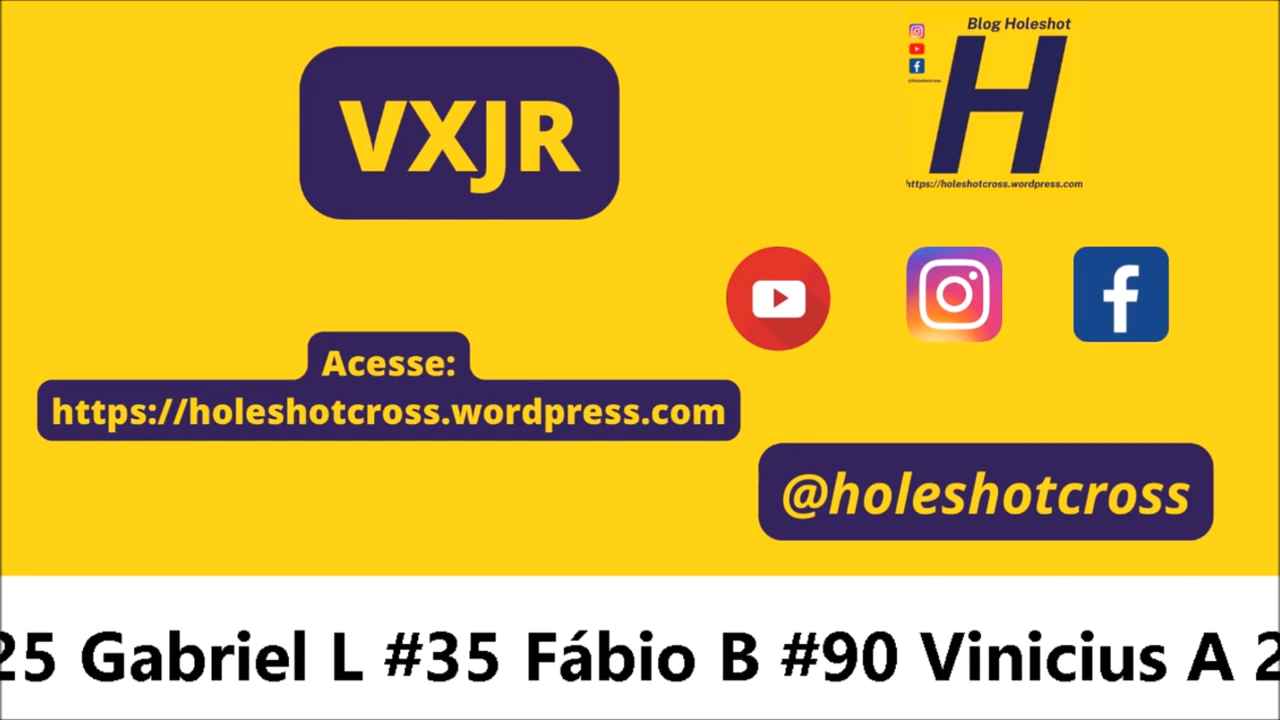 VXJR
Blog Holeshot
H
https://holeshotcross.wordpress.com
Acesse:
https://holeshotcross.wordpress.com
@holeshotcross
25 Gabriel L #35 Fábio B #90 Vinicius A 2